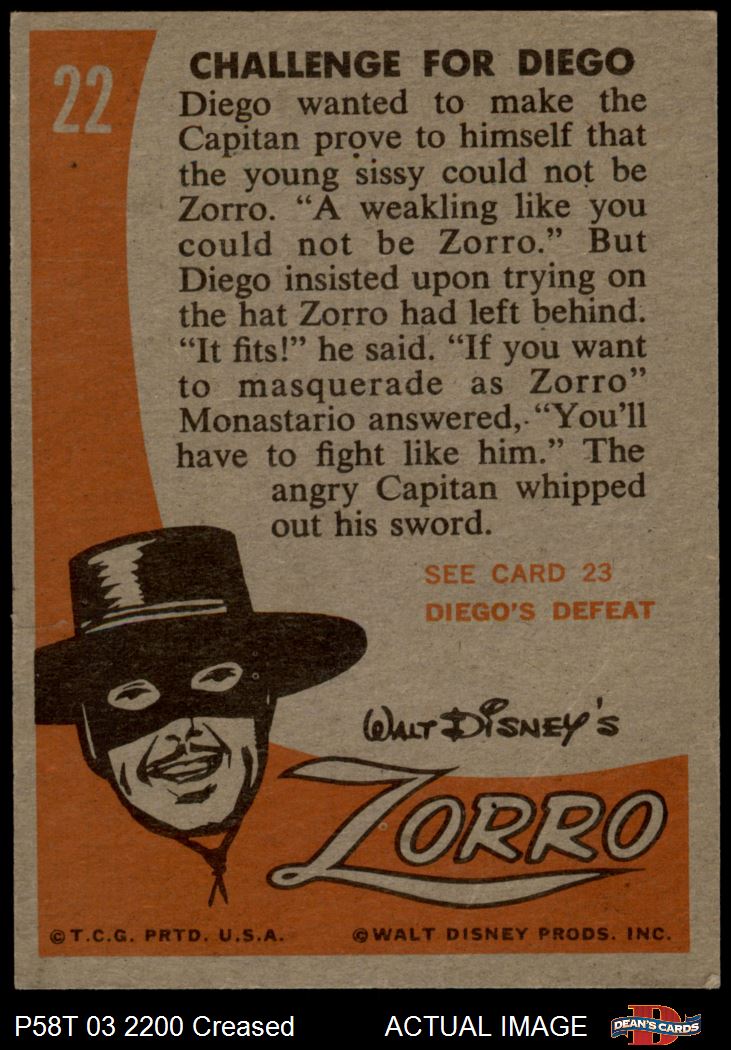 22
CHALLENGE FOR DIEGO
Diego wanted to make the
Capitan prove to himself that
the young sissy could not be
Zorro. “A weakling like you
could not be Zorro.” But
Diego insisted upon trying on
the hat Zorro had left behind.
“It fits!” he said. “If you want
to masquerade as Zorro”
Monastario answered, “You’ll
have to fight like him.” The
angry Capitan whipped
out his sword.
SEE CARD 23
DIEGO’S DEFEAT
WALT DISNEY’S
ZORRO
© T.C.G. PRTD. U.S.A.
© WALT DISNEY PRODS. INC.
P58T 03 2200 Creased
ACTUAL IMAGE
DEAN’S CARDS